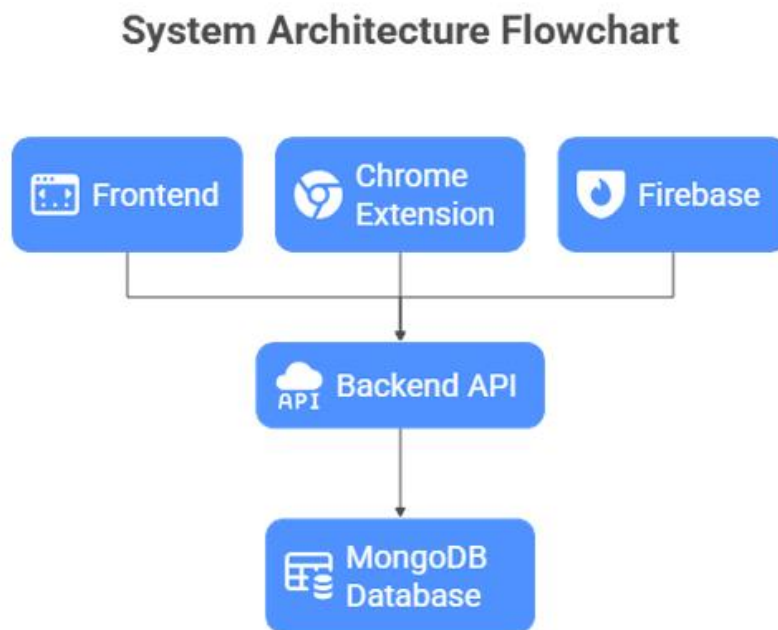 System Architecture Flowchart
Frontend
Chrome
Extension
Firebase
API
Backend API
MongoDB
Database